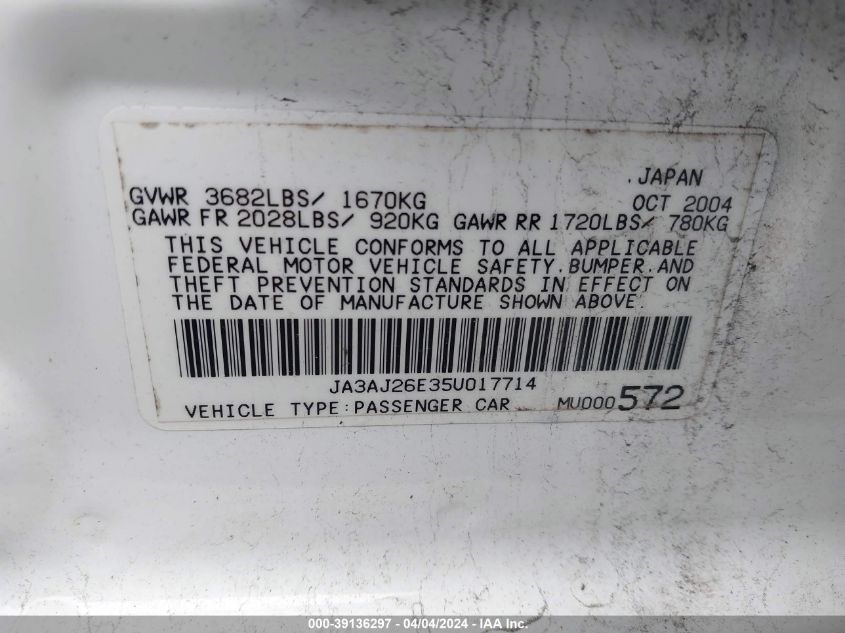 JAPAN
GVWR 3682LBS/ 1670KG OCT 2004
GAWR FR 2028LBS/ 920KG GAWR RR 1720LBS/ 780KG
THIS VEHICLE CONFORMS TO ALL APPLICABLE
FEDERAL MOTOR VEHICLE SAFETY, BUMPER, AND
THEFT PREVENTION STANDARDS IN EFFECT ON
THE DATE OF MANUFACTURE SHOWN ABOVE.
JA3AJ26E35U017714
VEHICLE TYPE:PASSENGER CAR MU000572
000-39136297 - 04/04/2024 - IAA Inc.